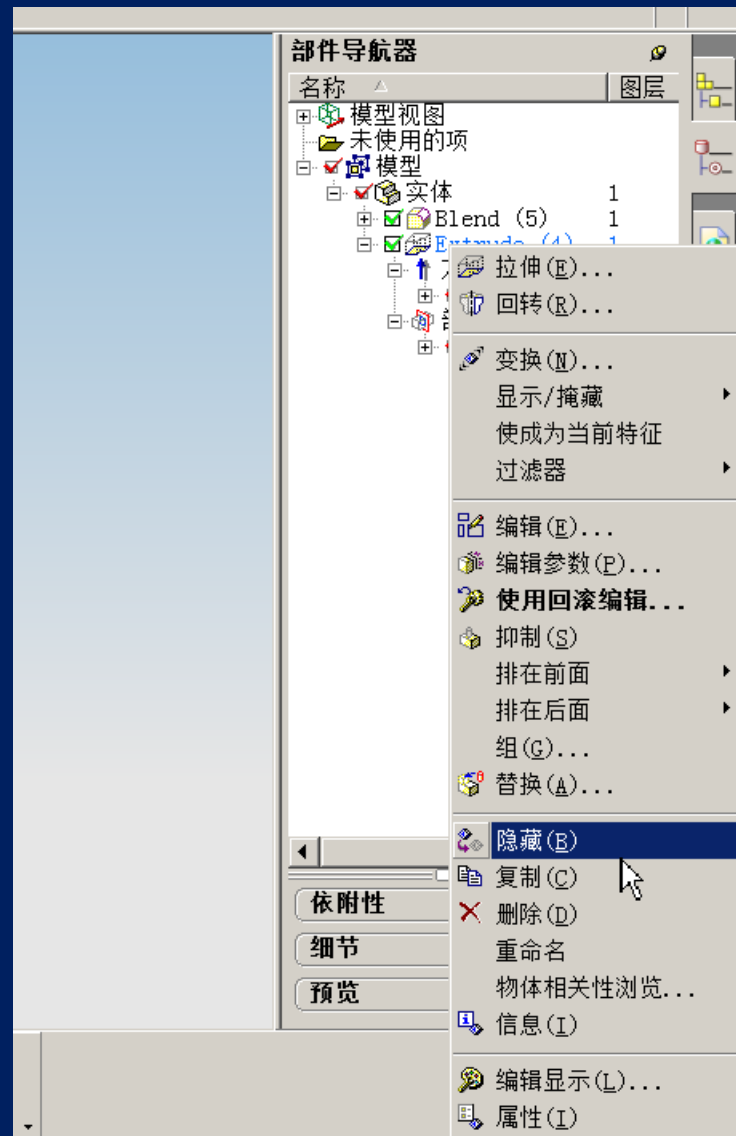 部件导航器
名称 图层
模型视图
未使用的项
模型
实体 1
Blend (5) 1
Extrude (4) 1
拉伸(E)...
回转(R)...
变换(N)...
显示/掩藏
使成为当前特征
过滤器
编辑(E)...
编辑参数(P)...
使用回滚编辑...
抑制(S)
排在前面
排在后面
组(G)...
替换(A)...
隐藏(B)
复制(C)
删除(D)
重命名
物体相关性浏览...
信息(I)
编辑显示(L)...
属性(I)
依附性
细节
预览